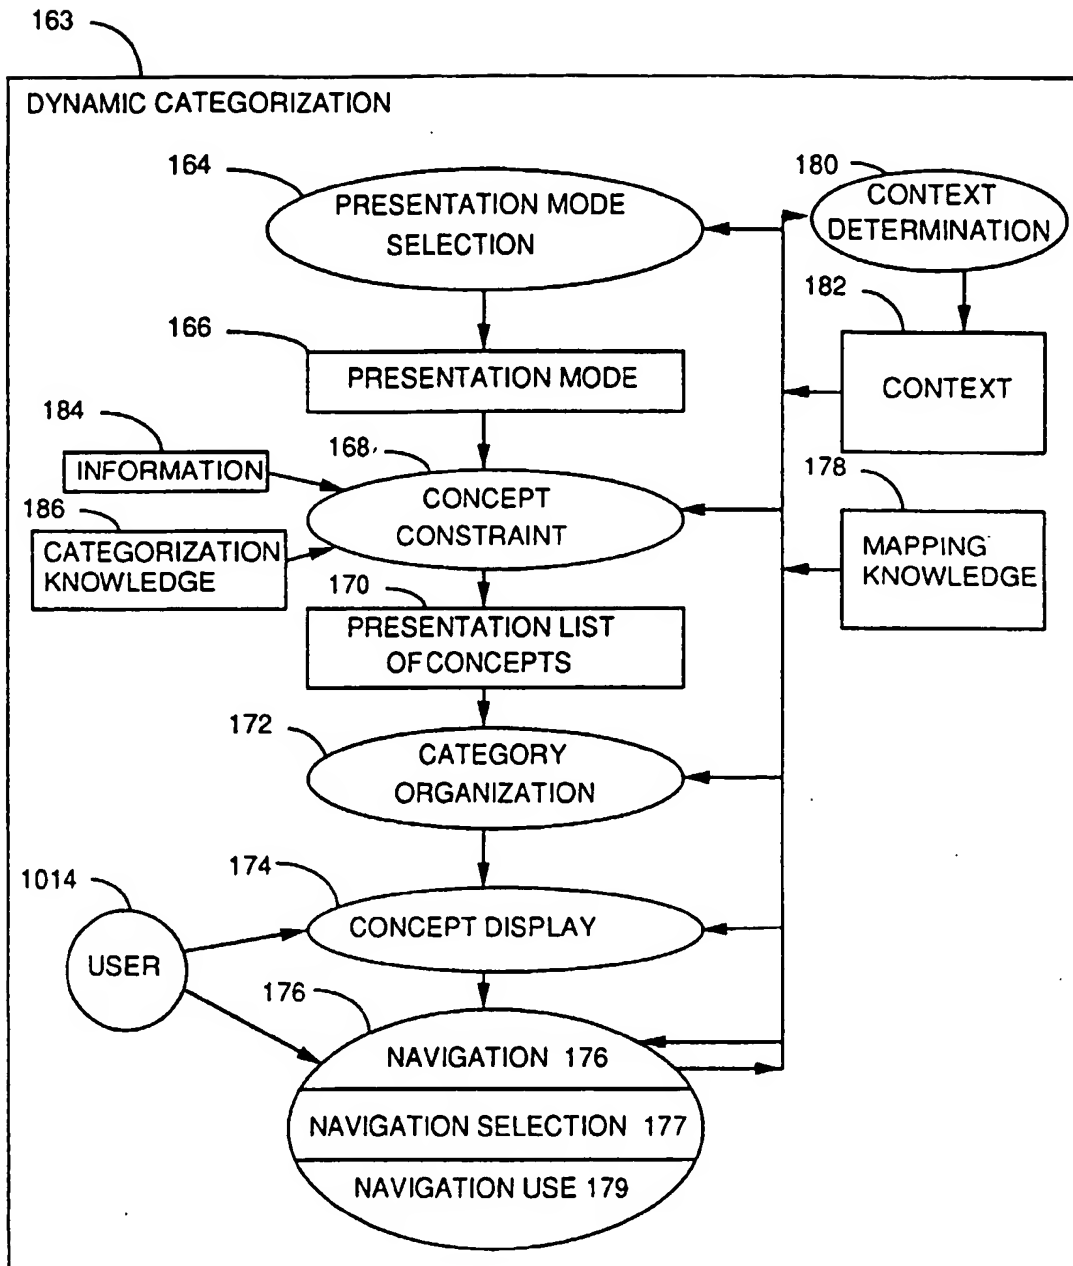 163
DYNAMIC CATEGORIZATION
164
PRESENTATION MODE
SELECTION
180
CONTEXT
DETERMINATION
166
PRESENTATION MODE
182
CONTEXT
184
INFORMATION
168
CONCEPT
CONSTRAINT
178
MAPPING
KNOWLEDGE
186
CATEGORIZATION
KNOWLEDGE
170
PRESENTATION LIST
OF CONCEPTS
172
CATEGORY
ORGANIZATION
174
CONCEPT DISPLAY
1014
USER
176
NAVIGATION 176
NAVIGATION SELECTION 177
NAVIGATION USE 179